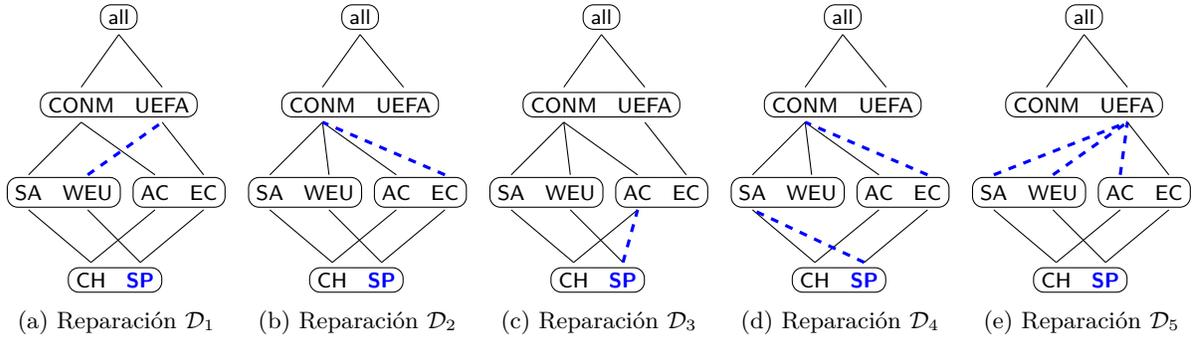 all all all all all
CONM UEFA CONM UEFA CONM UEFA CONM UEFA CONM UEFA
SA WEU AC EC SA WEU AC EC SA WEU AC EC SA WEU AC EC SA WEU AC EC
CH SP CH SP CH SP CH SP CH SP
(a) Reparación D₁ (b) Reparación D₂ (c) Reparación D₃ (d) Reparación D₄ (e) Reparación D₅